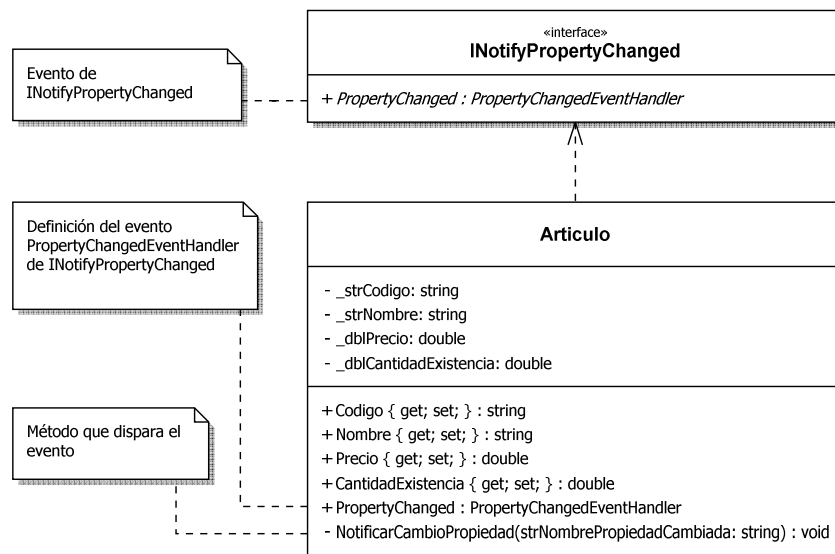 «interface»
INotifyPropertyChanged
Evento de
INotifyPropertyChanged
+ PropertyChanged : PropertyChangedEventHandler
Definición del evento
PropertyChangedEventHandler
de INotifyPropertyChanged
Articulo
- _strCodigo: string
- _strNombre: string
- _dblPrecio: double
- _dblCantidadExistencia: double
Método que dispara el
evento
+ Codigo { get; set; } : string
+ Nombre { get; set; } : string
+ Precio { get; set; } : double
+ CantidadExistencia { get; set; } : double
+ PropertyChanged : PropertyChangedEventHandler
- NotificarCambioPropiedad(strNombrePropiedadCambiada: string) : void